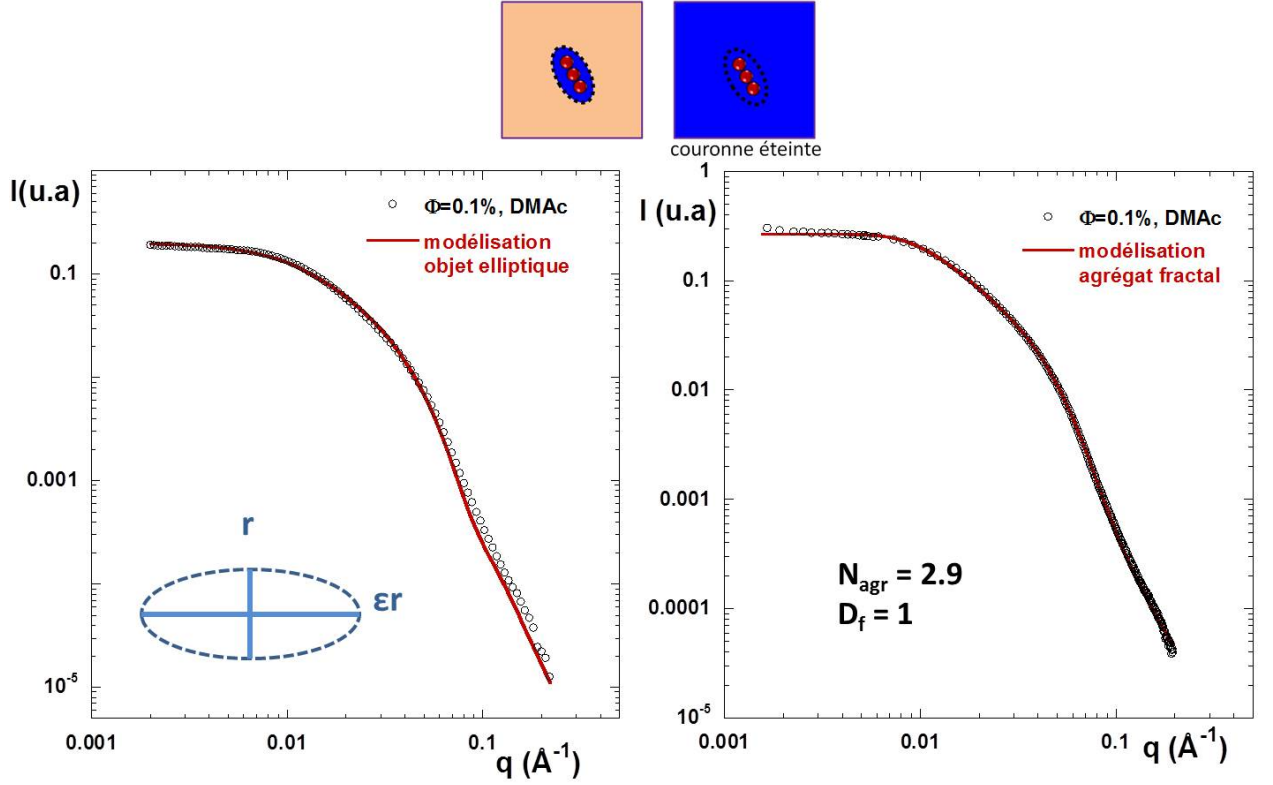 couronne éteinte
I(u.a)
Φ=0.1%, DMAc
modélisation
objet elliptique
0.1
0.001
10⁻⁵
r
εr
0.001
0.01
0.1
q (Å⁻¹)
1
I (u.a)
Φ=0.1%, DMAc
modélisation
agrégat fractal
0.1
0.01
0.001
0.0001
10⁻⁵
N_agr = 2.9
D_f = 1
0.001
0.01
0.1
q (Å⁻¹)